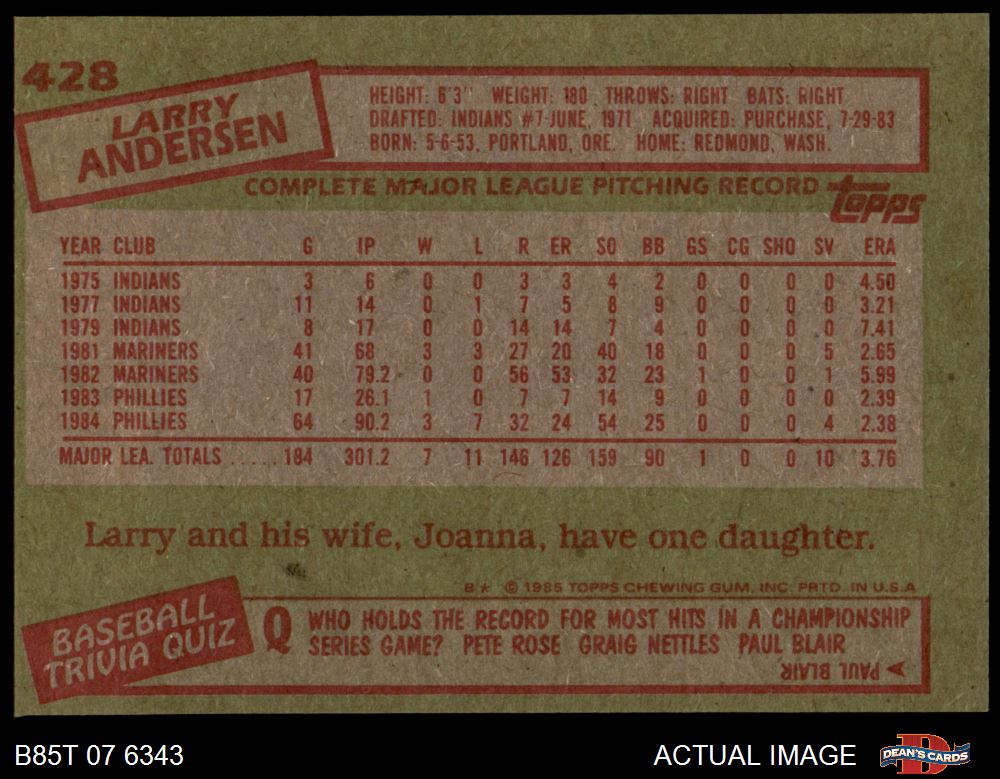 428
LARRY
ANDERSEN
HEIGHT: 6'3" WEIGHT: 180 THROWS: RIGHT BATS: RIGHT
DRAFTED: INDIANS #7-JUNE, 1971 ACQUIRED: PURCHASE, 7-29-83
BORN: 5-6-53, PORTLAND, ORE. HOME: REDMOND, WASH.
COMPLETE MAJOR LEAGUE PITCHING RECORD
topps
YEAR CLUB G IP W L R ER SO BB GS CG SHO SV ERA
1975 INDIANS 3 6 0 0 3 3 4 2 0 0 0 0 4.50
1977 INDIANS 11 14 0 1 7 5 8 9 0 0 0 0 3.21
1979 INDIANS 8 17 0 0 14 14 7 4 0 0 0 0 7.41
1981 MARINERS 41 68 3 3 27 20 40 18 0 0 0 5 2.65
1982 MARINERS 40 79.2 0 0 56 53 32 23 1 0 0 1 5.99
1983 PHILLIES 17 26.1 1 0 7 7 14 9 0 0 0 0 2.39
1984 PHILLIES 64 90.2 3 7 32 24 54 25 0 0 0 4 2.38
MAJOR LEA. TOTALS ...... 184 301.2 7 11 146 126 159 90 1 0 0 10 3.76
Larry and his wife, Joanna, have one daughter.
B* © 1985 TOPPS CHEWING GUM, INC. PRTD. IN U.S.A.
BASEBALL
TRIVIA QUIZ
Q WHO HOLDS THE RECORD FOR MOST HITS IN A CHAMPIONSHIP
SERIES GAME? PETE ROSE GRAIG NETTLES PAUL BLAIR
PAUL BLAIR
B85T 07 6343
ACTUAL IMAGE
D
DEAN'S CARDS